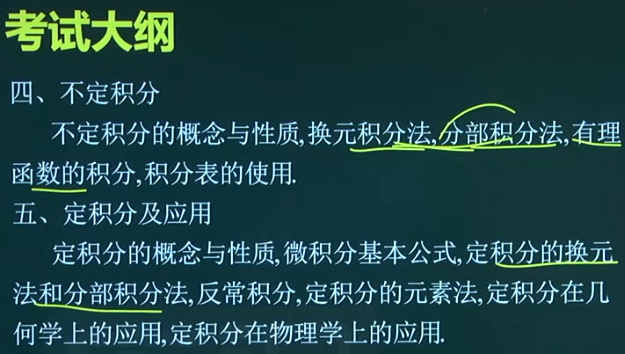 考试大纲
四、不定积分
不定积分的概念与性质,换元积分法,分部积分法,有理
函数的积分,积分表的使用.
五、定积分及应用
定积分的概念与性质,微积分基本公式,定积分的换元
法和分部积分法,反常积分,定积分的元素法,定积分在几
何学上的应用,定积分在物理学上的应用.